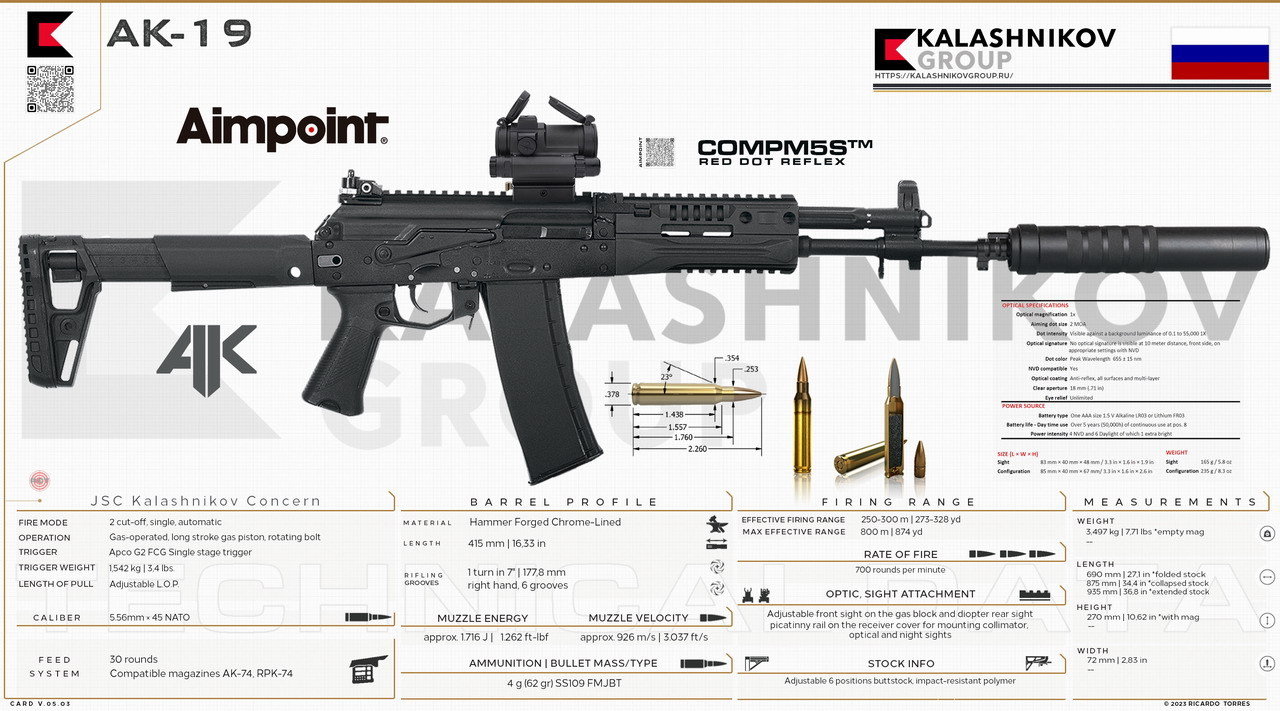 AK-19
KALASHNIKOV
GROUP
HTTPS://KALASHNIKOVGROUP.RU/
Aimpoint®
AIMPOINT
COMPM5S™
RED DOT REFLEX
KALASHNIKOV
GROUP
AK
.354
.253
23°
.378
1.438
1.557
1.760
2.260
OPTICAL SPECIFICATIONS
Optical magnification 1x
Aiming dot size 2 MOA
Dot intensity Visible against a background luminance of 0.1 to 55,000 1X
Optical signature No optical signature is visible at 10 meter distance, front side, on
appropriate settings with NVD
Dot color Peak Wavelength 655 ± 15 nm
NVD compatible Yes
Optical coating Anti-reflex, all surfaces and multi-layer
Clear aperture 18 mm (.71 in)
Eye relief Unlimited
POWER SOURCE
Battery type One AAA size 1.5 V Alkaline LR03 or Lithium FR03
Battery life - Day time use Over 5 years (50,000h) of continuous use at pos. 8
Power intensity 4 NVD and 6 Daylight of which 1 extra bright
SIZE (L × W × H) WEIGHT
Sight 83 mm × 40 mm × 48 mm / 3.3 in × 1.6 in × 1.9 in Sight 165 g / 5.8 oz
Configuration 85 mm × 40 mm × 67 mm/ 3.3 in × 1.6 in × 2.6 in Configuration 235 g / 8.3 oz
TECHNICAL DATA
JSC Kalashnikov Concern
FIRE MODE 2 cut-off, single, automatic
OPERATION Gas-operated, long stroke gas piston, rotating bolt
TRIGGER Apco G2 FCG Single stage trigger
TRIGGER WEIGHT 1,542 kg | 3.4 lbs.
LENGTH OF PULL Adjustable L.O.P.
CALIBER 5.56mm × 45 NATO
FEED
SYSTEM
30 rounds
Compatible magazines AK-74, RPK-74
BARREL PROFILE
MATERIAL Hammer Forged Chrome-Lined
LENGTH 415 mm | 16,33 in
RIFLING
GROOVES
1 turn in 7" | 177,8 mm
right hand, 6 grooves
MUZZLE ENERGY MUZZLE VELOCITY
approx. 1.716 J | 1.262 ft-lbf approx. 926 m/s | 3.037 ft/s
AMMUNITION | BULLET MASS/TYPE
4 g (62 gr) SS109 FMJBT
FIRING RANGE
EFFECTIVE FIRING RANGE 250-300 m | 273-328 yd
MAX EFFECTIVE RANGE 800 m | 874 yd
RATE OF FIRE
700 rounds per minute
OPTIC, SIGHT ATTACHMENT
Adjustable front sight on the gas block and diopter rear sight
picatinny rail on the receiver cover for mounting collimator,
optical and night sights
STOCK INFO
Adjustable 6 positions buttstock, impact-resistant polymer
MEASUREMENTS
WEIGHT
3.497 kg | 7.71 lbs *empty mag
—
LENGTH
690 mm | 27,1 in *folded stock
875 mm | 34,4 in *collapsed stock
935 mm | 36,8 in *extended stock
HEIGHT
270 mm | 10,62 in *with mag
—
WIDTH
72 mm | 2,83 in
—
CARD V.05.03
© 2023 RICARDO TORRES